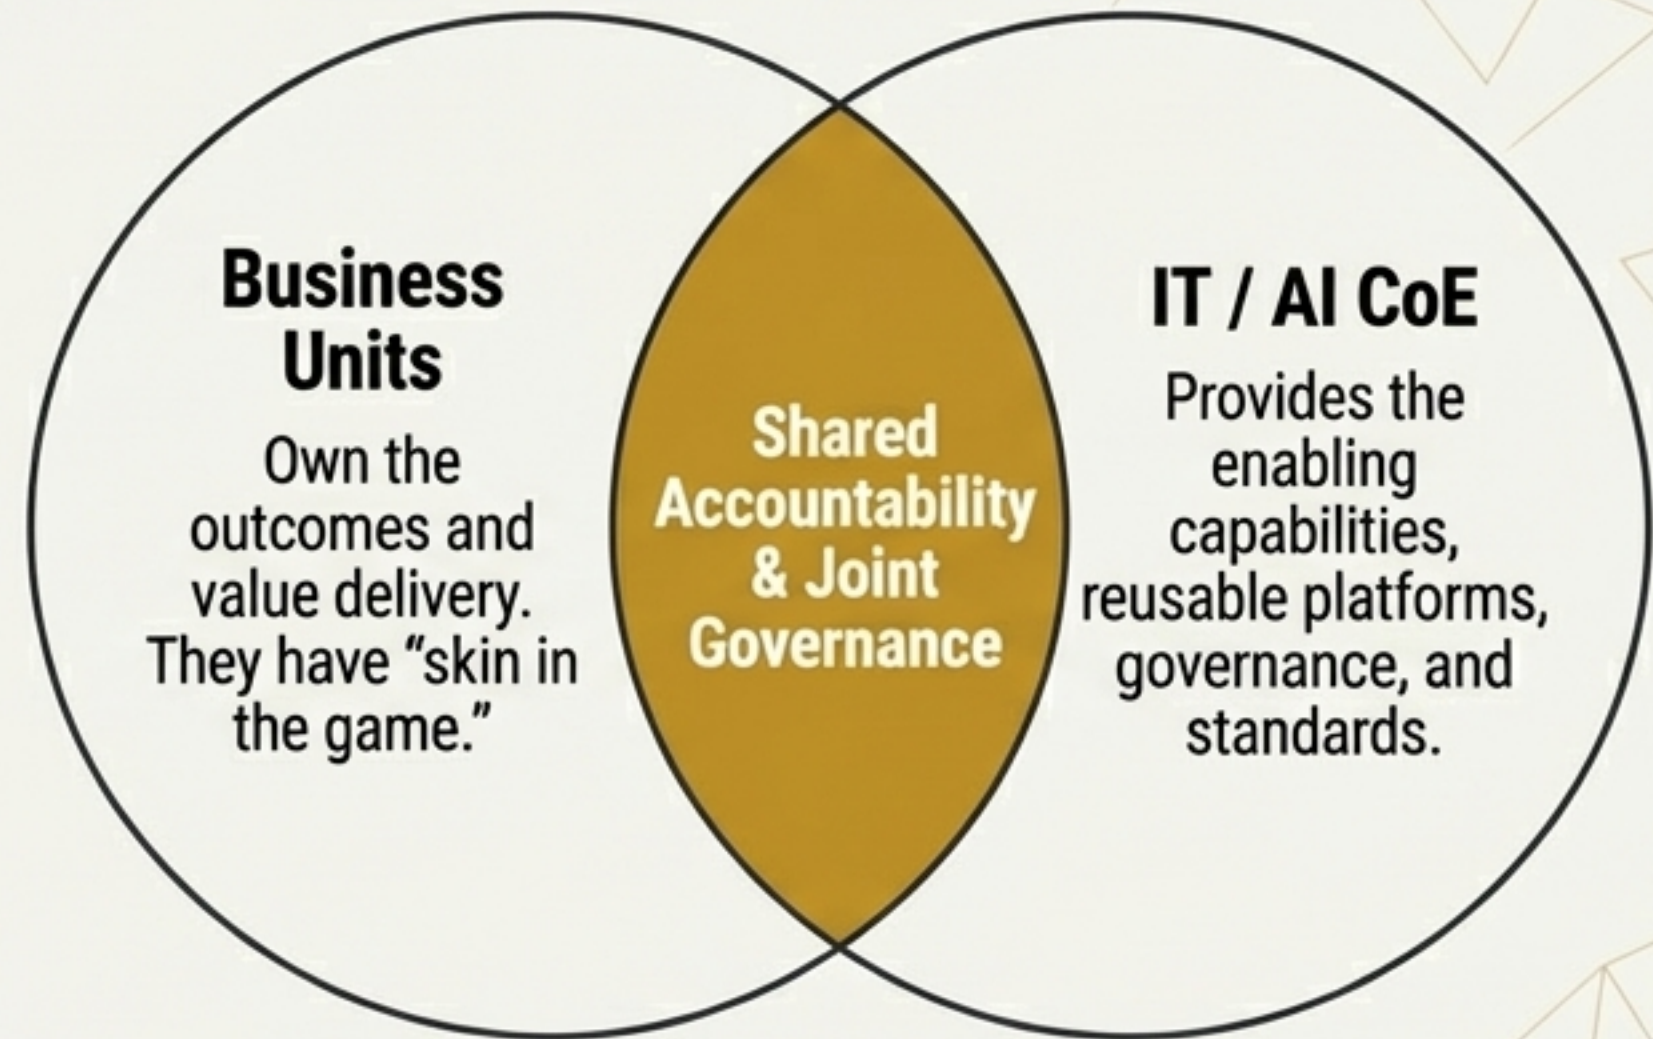 Business
Units
Own the
outcomes and
value delivery.
They have “skin in
the game.”
Shared
Accountability
& Joint
Governance
IT / AI CoE
Provides the
enabling
capabilities,
reusable platforms,
governance, and
standards.